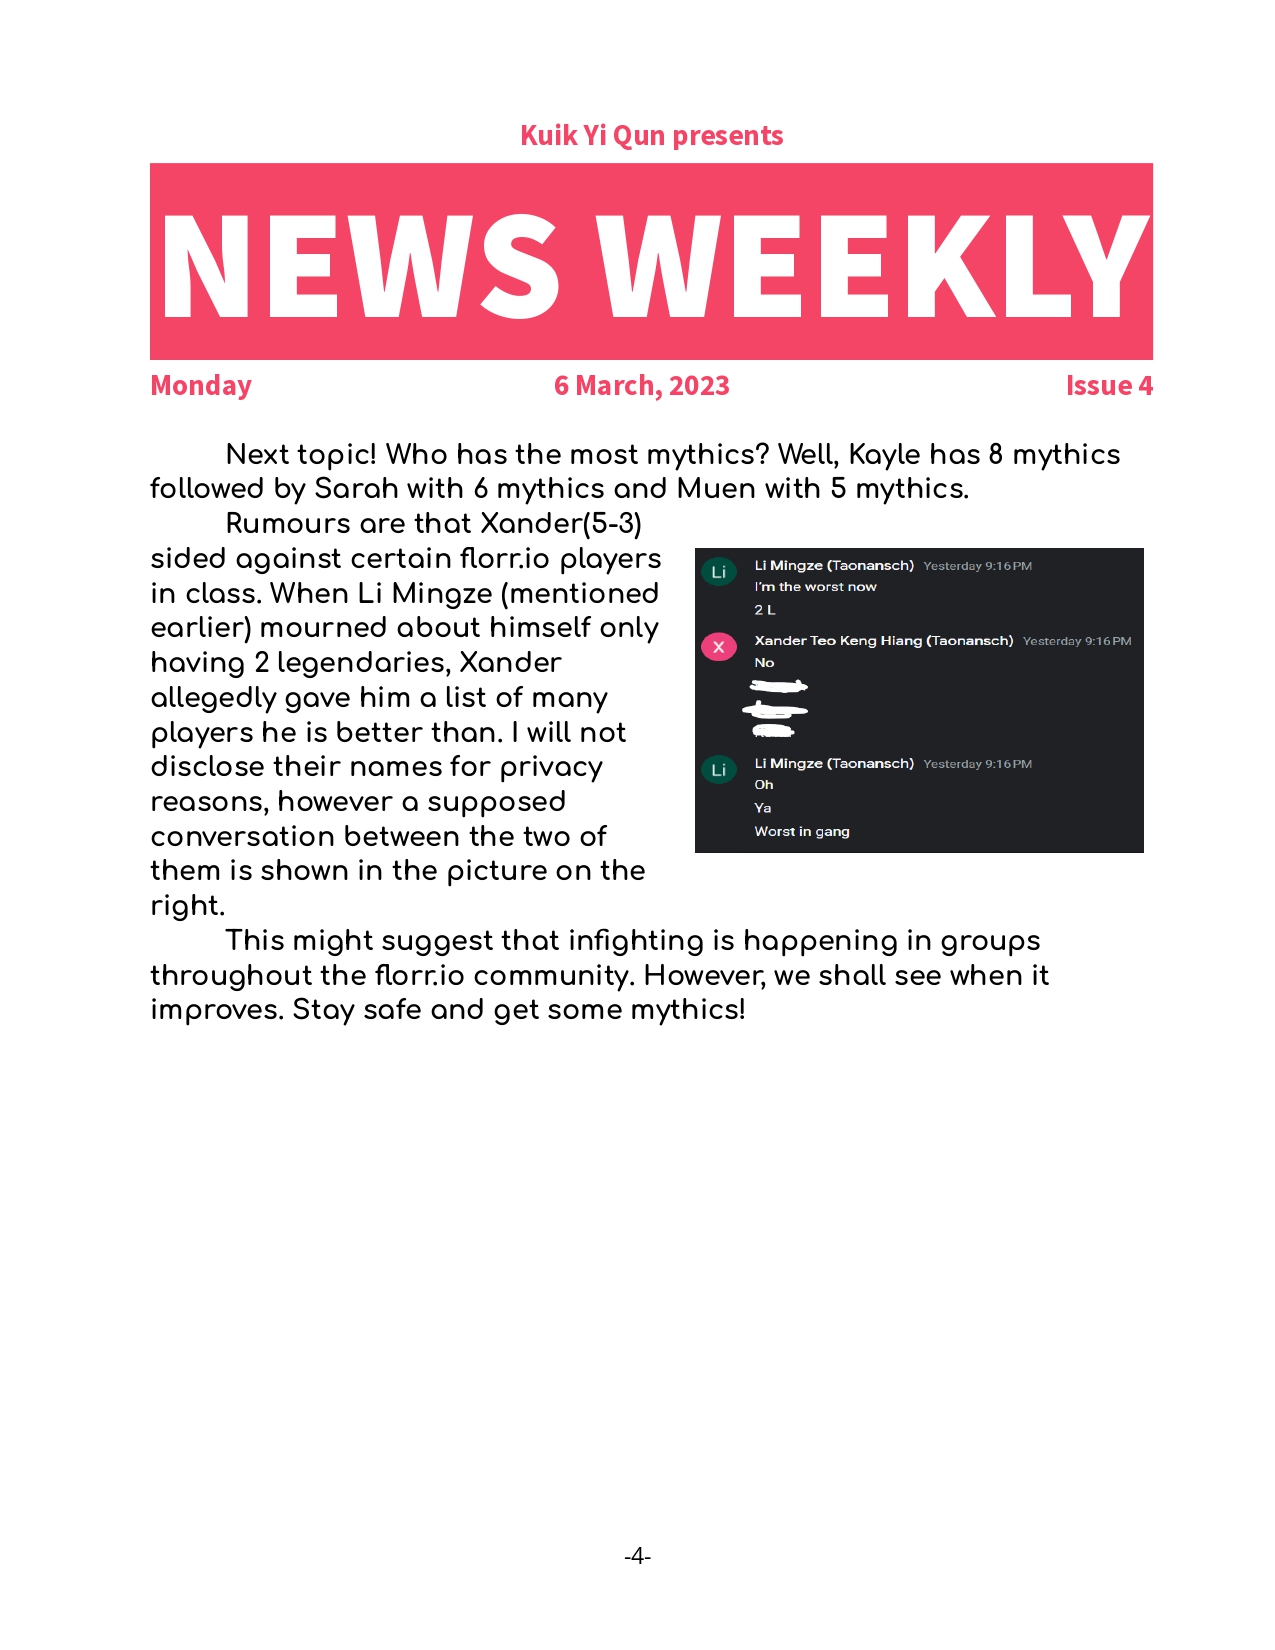 Kuik Yi Qun presents
NEWS WEEKLY
Monday 6 March, 2023 Issue 4
Next topic! Who has the most mythics? Well, Kayle has 8 mythics
followed by Sarah with 6 mythics and Muen with 5 mythics.
Rumours are that Xander(5-3)
sided against certain florr.io players
in class. When Li Mingze (mentioned
earlier) mourned about himself only
having 2 legendaries, Xander
allegedly gave him a list of many
players he is better than. I will not
disclose their names for privacy
reasons, however a supposed
conversation between the two of
them is shown in the picture on the
right.
Li
Li Mingze (Taonansch) Yesterday 9:16 PM
I'm the worst now
2 L
X
Xander Teo Keng Hiang (Taonansch) Yesterday 9:16 PM
No
Li
Li Mingze (Taonansch) Yesterday 9:16 PM
Oh
Ya
Worst in gang
This might suggest that infighting is happening in groups
throughout the florr.io community. However, we shall see when it
improves. Stay safe and get some mythics!
-4-